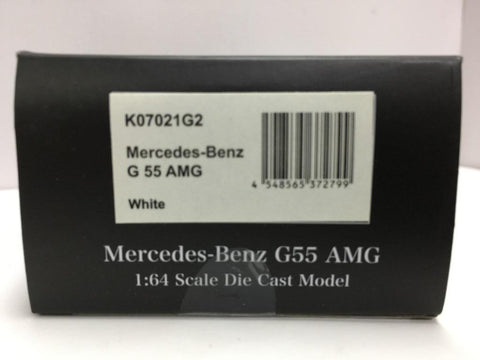 K07021G2
Mercedes-Benz
G 55 AMG
4 548565 372799
White
Mercedes-Benz G55 AMG
1:64 Scale Die Cast Model